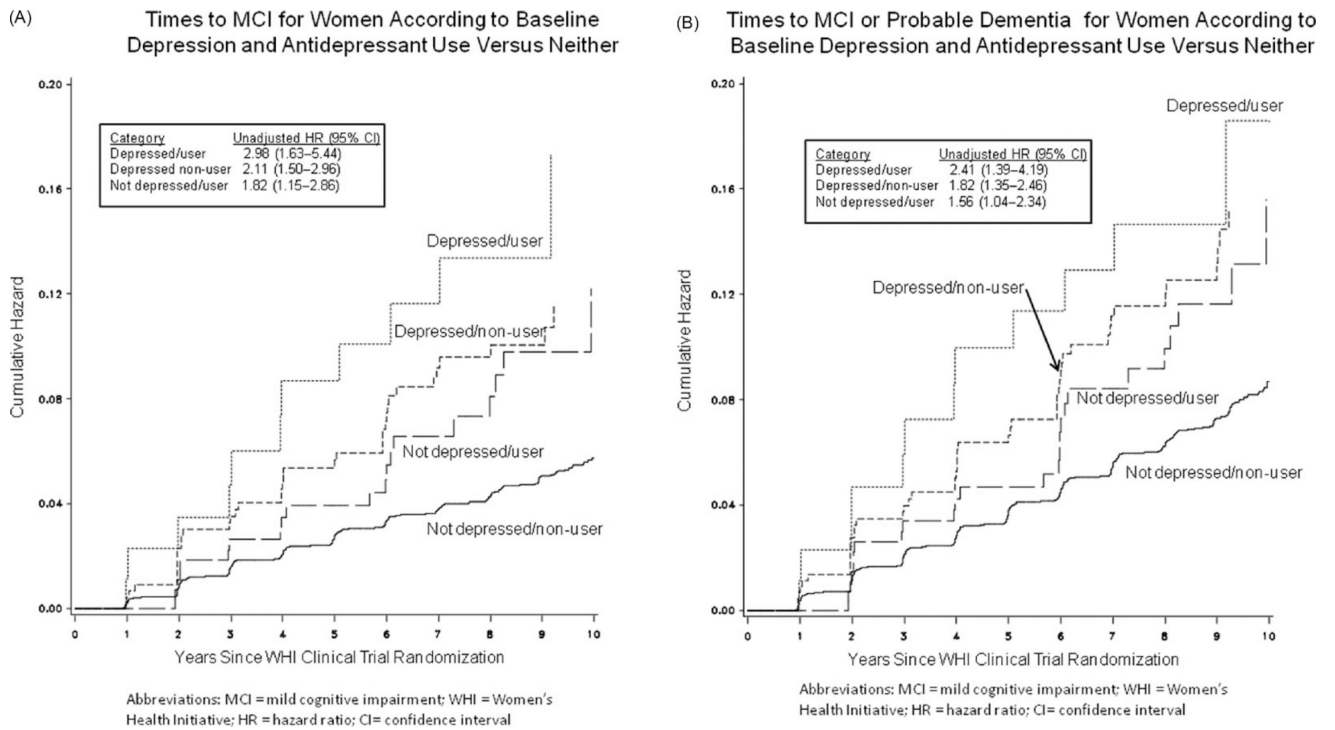 (A)
Times to MCI for Women According to Baseline
Depression and Antidepressant Use Versus Neither
0.20
0.16
0.12
0.08
0.04
0.00
Cumulative Hazard
Category Unadjusted HR (95% CI)
Depressed/user 2.98 (1.63–5.44)
Depressed non-user 2.11 (1.50–2.96)
Not depressed/user 1.82 (1.15–2.86)
Depressed/user
Depressed/non-user
Not depressed/user
Not depressed/non-user
0 1 2 3 4 5 6 7 8 9 10
Years Since WHI Clinical Trial Randomization
Abbreviations: MCI = mild cognitive impairment; WHI = Women's
Health Initiative; HR = hazard ratio; CI= confidence interval
(B)
Times to MCI or Probable Dementia for Women According to
Baseline Depression and Antidepressant Use Versus Neither
0.20
0.16
0.12
0.08
0.04
0.00
Cumulative Hazard
Depressed/user
Category Unadjusted HR (95% CI)
Depressed/user 2.41 (1.39–4.19)
Depressed/non-user 1.82 (1.35–2.46)
Not depressed/user 1.56 (1.04–2.34)
Depressed/non-user
Not depressed/user
Not depressed/non-user
0 1 2 3 4 5 6 7 8 9 10
Years Since WHI Clinical Trial Randomization
Abbreviations: MCI = mild cognitive impairment; WHI = Women's
Health Initiative; HR = hazard ratio; CI= confidence interval